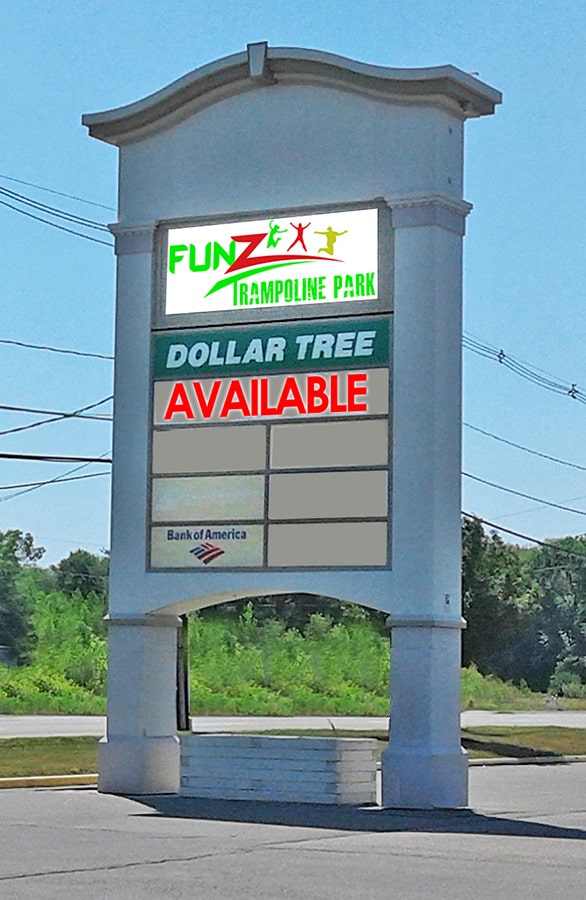 FUNZ
TRAMPOLINE PARK
DOLLAR TREE
AVAILABLE
Bank of America